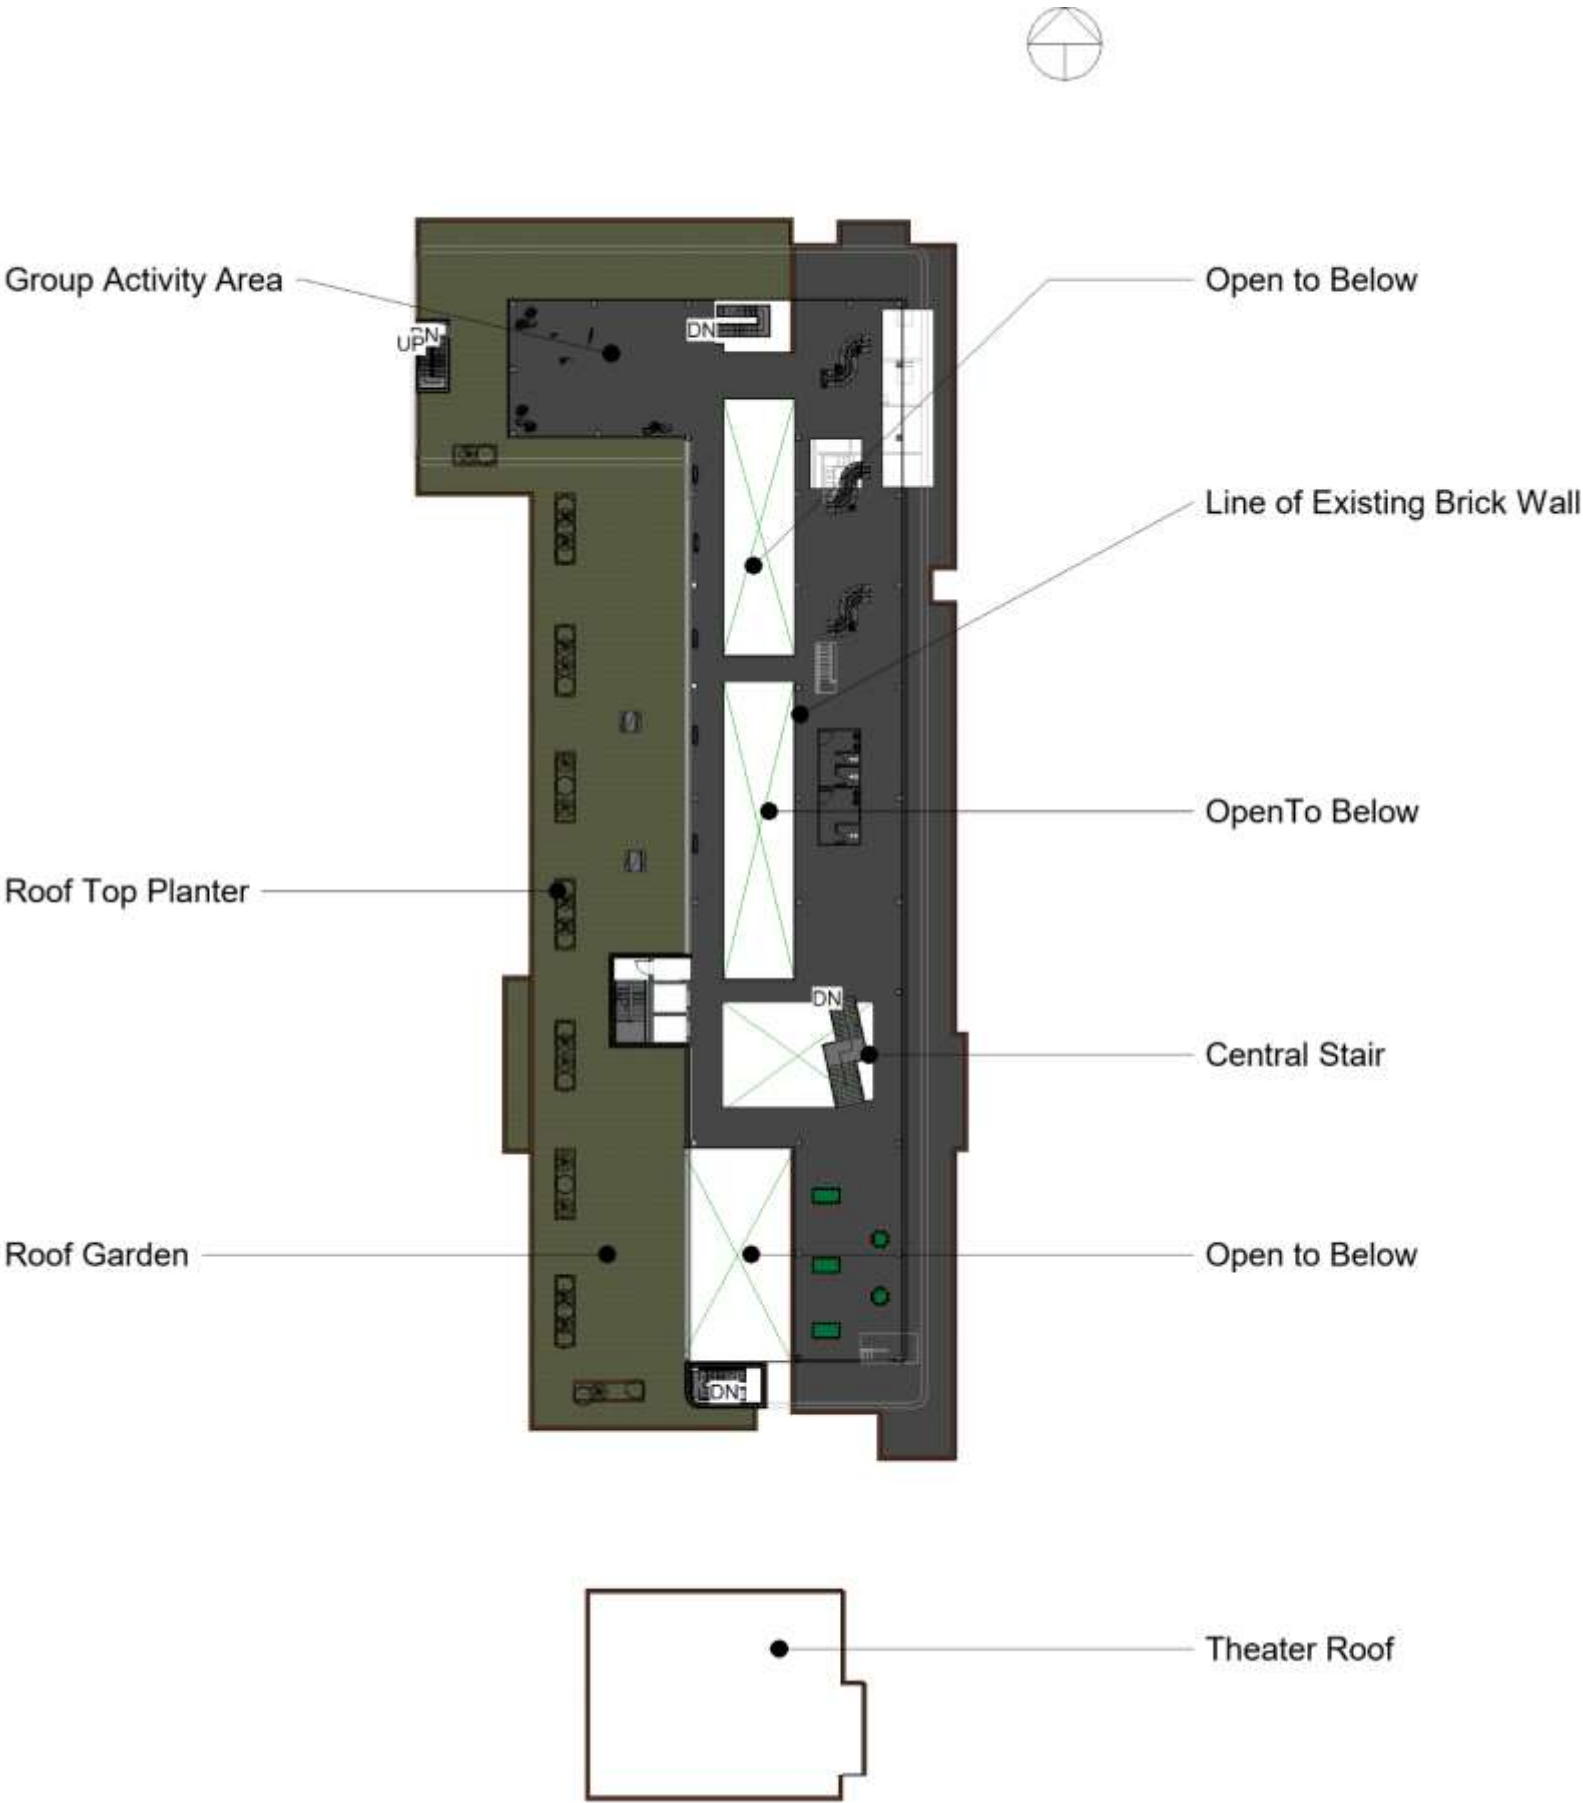 Group Activity Area
Open to Below
DN
UP
DN
Line of Existing Brick Wall
OpenTo Below
Roof Top Planter
DN
Central Stair
Roof Garden
Open to Below
DN
Theater Roof